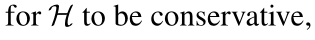 for ℋ to be conservative,